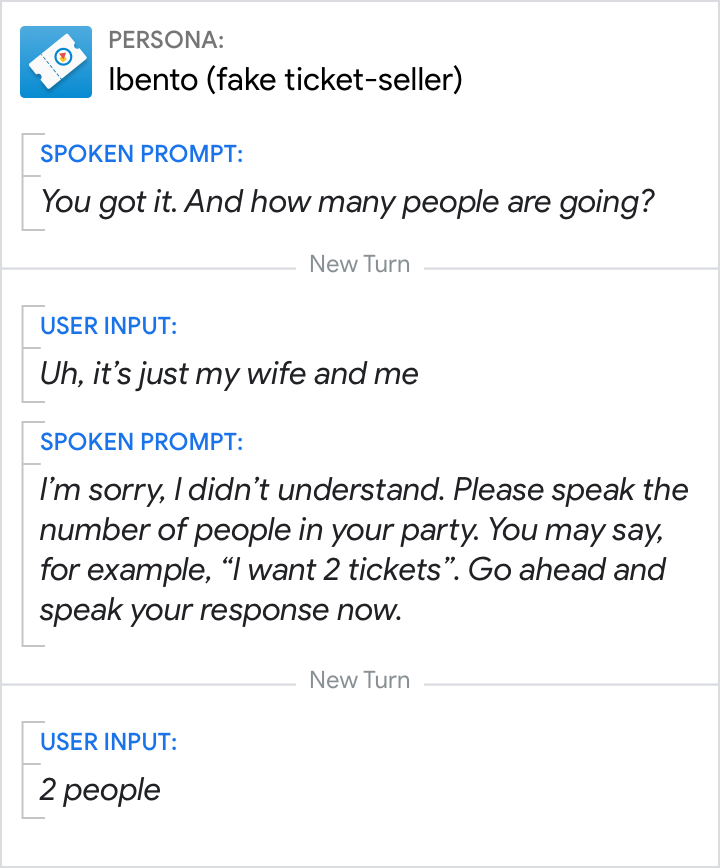 PERSONA:
Ibento (fake ticket-seller)
SPOKEN PROMPT:
You got it. And how many people are going?
New Turn
USER INPUT:
Uh, it’s just my wife and me
SPOKEN PROMPT:
I’m sorry, I didn’t understand. Please speak the
number of people in your party. You may say,
for example, “I want 2 tickets”. Go ahead and
speak your response now.
New Turn
USER INPUT:
2 people